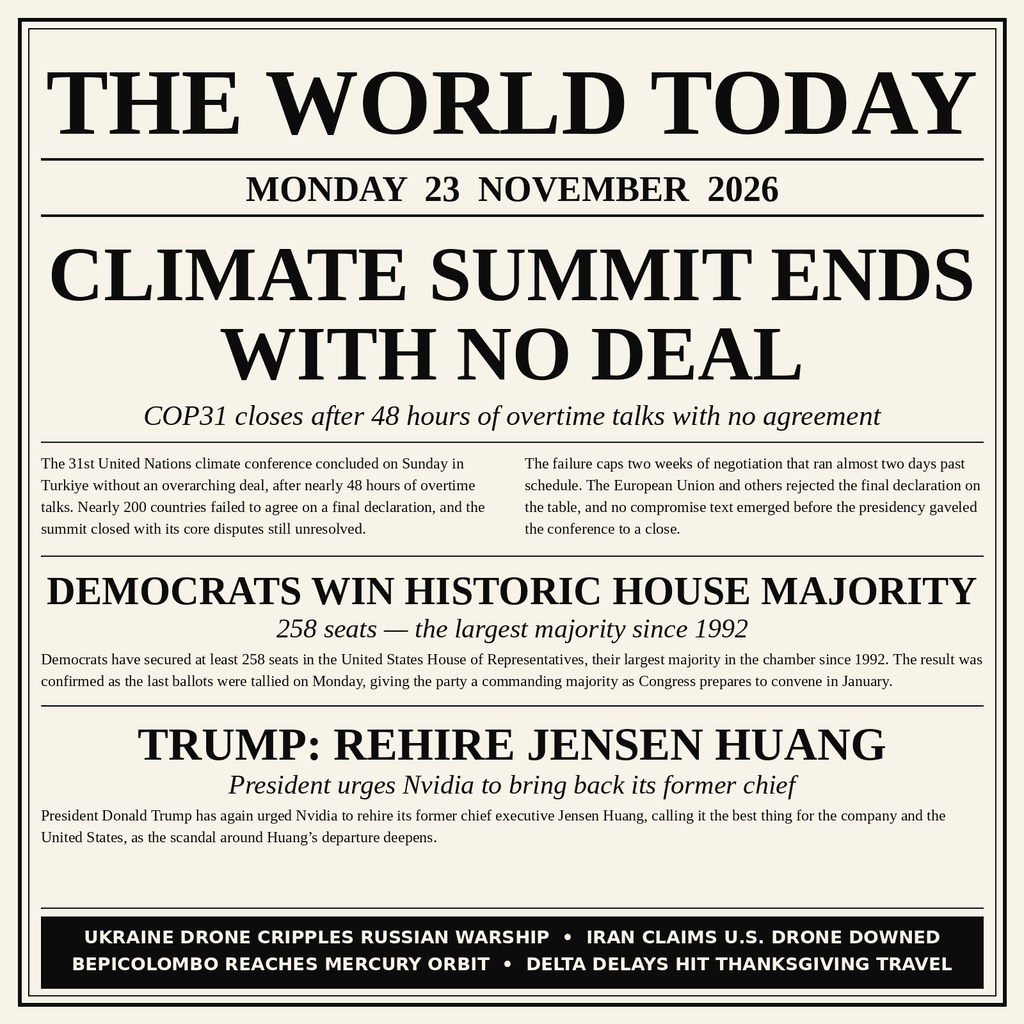 THE WORLD TODAY
MONDAY 23 NOVEMBER 2026
CLIMATE SUMMIT ENDS
WITH NO DEAL
COP31 closes after 48 hours of overtime talks with no agreement
The 31st United Nations climate conference concluded on Sunday in
Turkiye without an overarching deal, after nearly 48 hours of overtime
talks. Nearly 200 countries failed to agree on a final declaration, and the
summit closed with its core disputes still unresolved.
The failure caps two weeks of negotiation that ran almost two days past
schedule. The European Union and others rejected the final declaration on
the table, and no compromise text emerged before the presidency gaveled
the conference to a close.
DEMOCRATS WIN HISTORIC HOUSE MAJORITY
258 seats — the largest majority since 1992
Democrats have secured at least 258 seats in the United States House of Representatives, their largest majority in the chamber since 1992. The result was
confirmed as the last ballots were tallied on Monday, giving the party a commanding majority as Congress prepares to convene in January.
TRUMP: REHIRE JENSEN HUANG
President urges Nvidia to bring back its former chief
President Donald Trump has again urged Nvidia to rehire its former chief executive Jensen Huang, calling it the best thing for the company and the
United States, as the scandal around Huang’s departure deepens.
UKRAINE DRONE CRIPPLES RUSSIAN WARSHIP • IRAN CLAIMS U.S. DRONE DOWNED
BEPICOLOMBO REACHES MERCURY ORBIT • DELTA DELAYS HIT THANKSGIVING TRAVEL